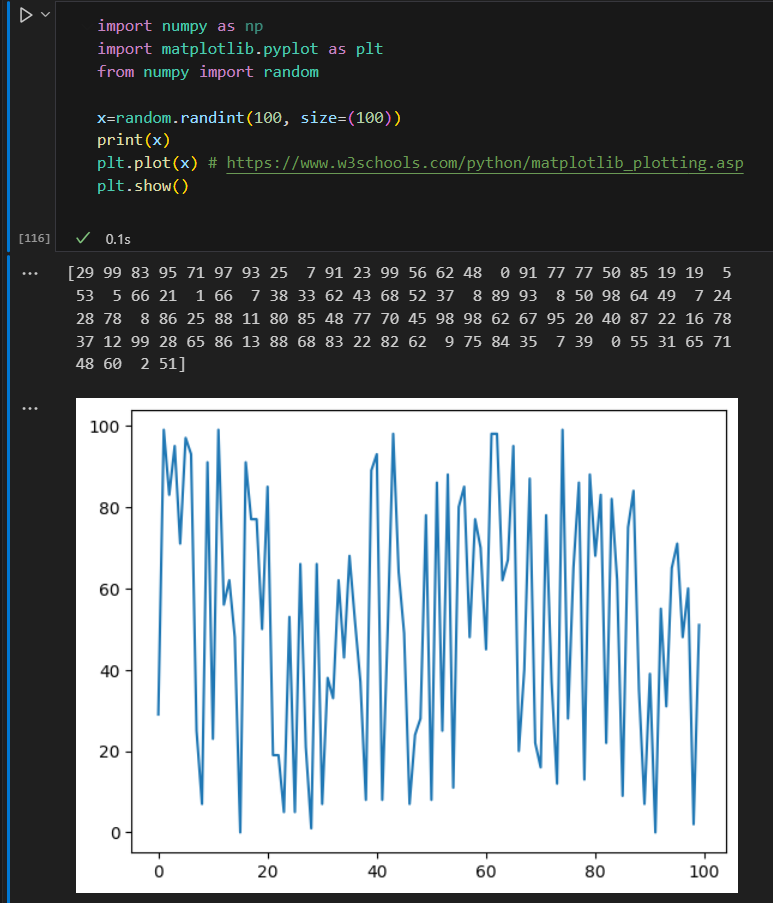 import numpy as np
import matplotlib.pyplot as plt
from numpy import random
x=random.randint(100, size=(100))
print(x)
plt.plot(x) # https://www.w3schools.com/python/matplotlib_plotting.asp
plt.show()
[116] 0.1s
[29 99 83 95 71 97 93 25  7 91 23 99 56 62 48  0 91 77 77 50 85 19 19  5
 53  5 66 21  1 66  7 38 33 62 43 68 52 37  8 89 93  8 50 98 64 49  7 24
 28 78  8 86 25 88 11 80 85 48 77 70 45 98 98 62 67 95 20 40 87 22 16 78
 37 12 99 28 65 86 13 88 68 83 22 82 62  9 75 84 35  7 39  0 55 31 65 71
 48 60  2 51]
100
80
60
40
20
0
0 20 40 60 80 100